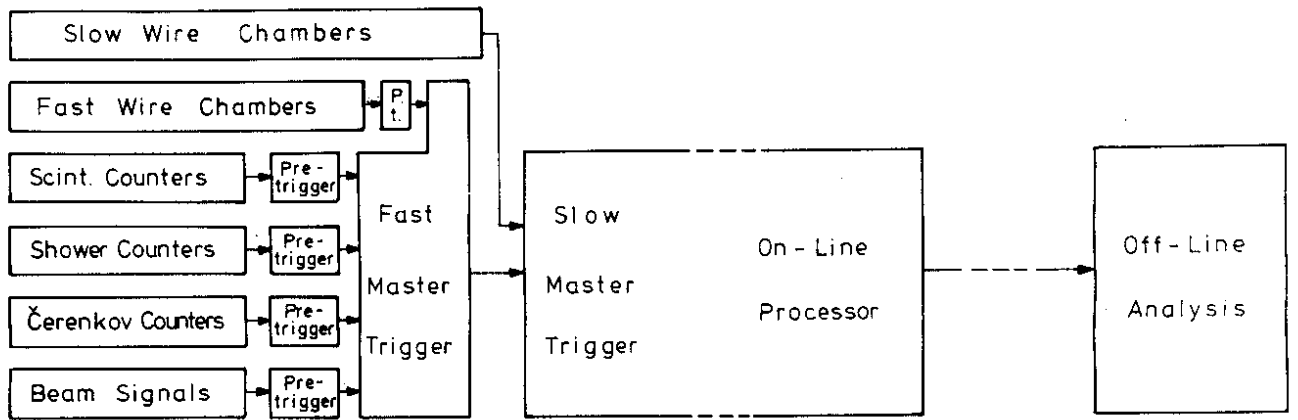 Slow Wire Chambers
Fast Wire Chambers
P.
t.
Scint. Counters
Pre-
trigger
Shower Counters
Pre-
trigger
Čerenkov Counters
Pre-
trigger
Beam Signals
Pre-
trigger
Fast
Master
Trigger
Slow
Master
Trigger
On-Line
Processor
Off-Line
Analysis